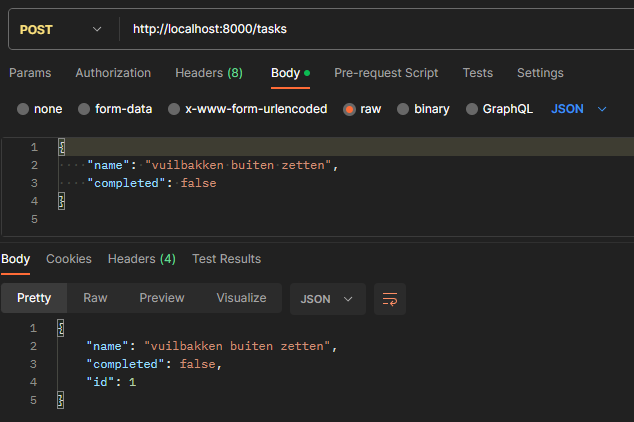 POST http://localhost:8000/tasks
Params Authorization Headers (8) Body Pre-request Script Tests Settings
none form-data x-www-form-urlencoded raw binary GraphQL JSON
1 {
2 "name": "vuilbakken buiten zetten",
3 "completed": false
4 }
5
Body Cookies Headers (4) Test Results
Pretty Raw Preview Visualize JSON
1 {
2 "name": "vuilbakken buiten zetten",
3 "completed": false,
4 "id": 1
5 }